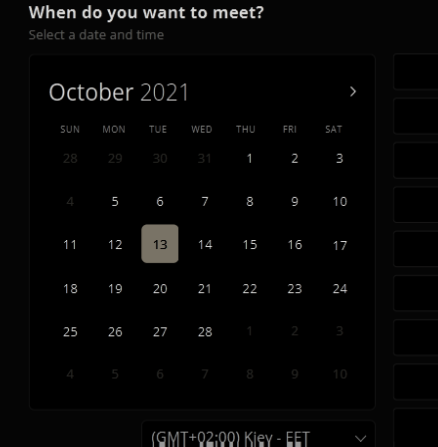 When do you want to meet?
Select a date and time
October 2021
SUN MON TUE WED THU FRI SAT
28 29 30 31 1 2 3
4 5 6 7 8 9 10
11 12 13 14 15 16 17
18 19 20 21 22 23 24
25 26 27 28 1 2 3
4 5 6 7 8 9 10
(GMT+02:00) Kiev - EET